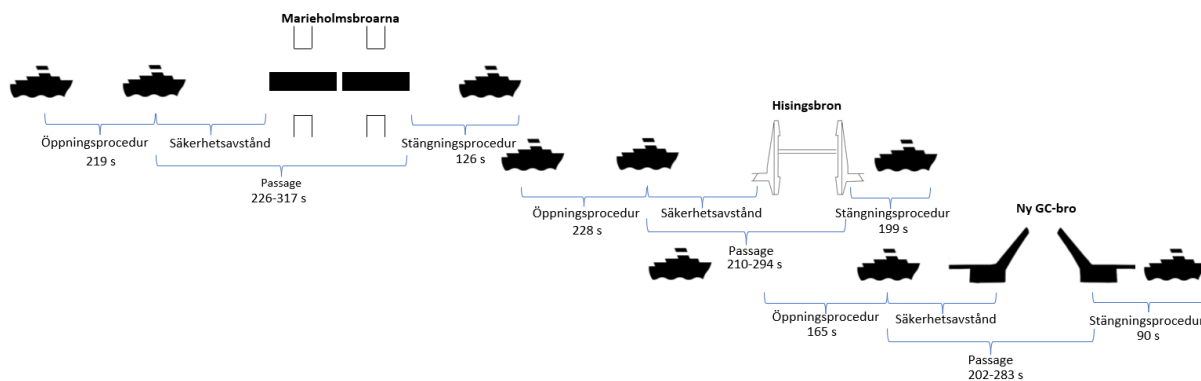 Marieholmsbroarna
Öppningsprocedur
219 s
Säkerhetsavstånd
Stängningsprocedur
126 s
Passage
226-317 s
Hisingsbron
Öppningsprocedur
228 s
Säkerhetsavstånd
Stängningsprocedur
199 s
Passage
210-294 s
Ny GC-bro
Öppningsprocedur
165 s
Säkerhetsavstånd
Stängningsprocedur
90 s
Passage
202-283 s